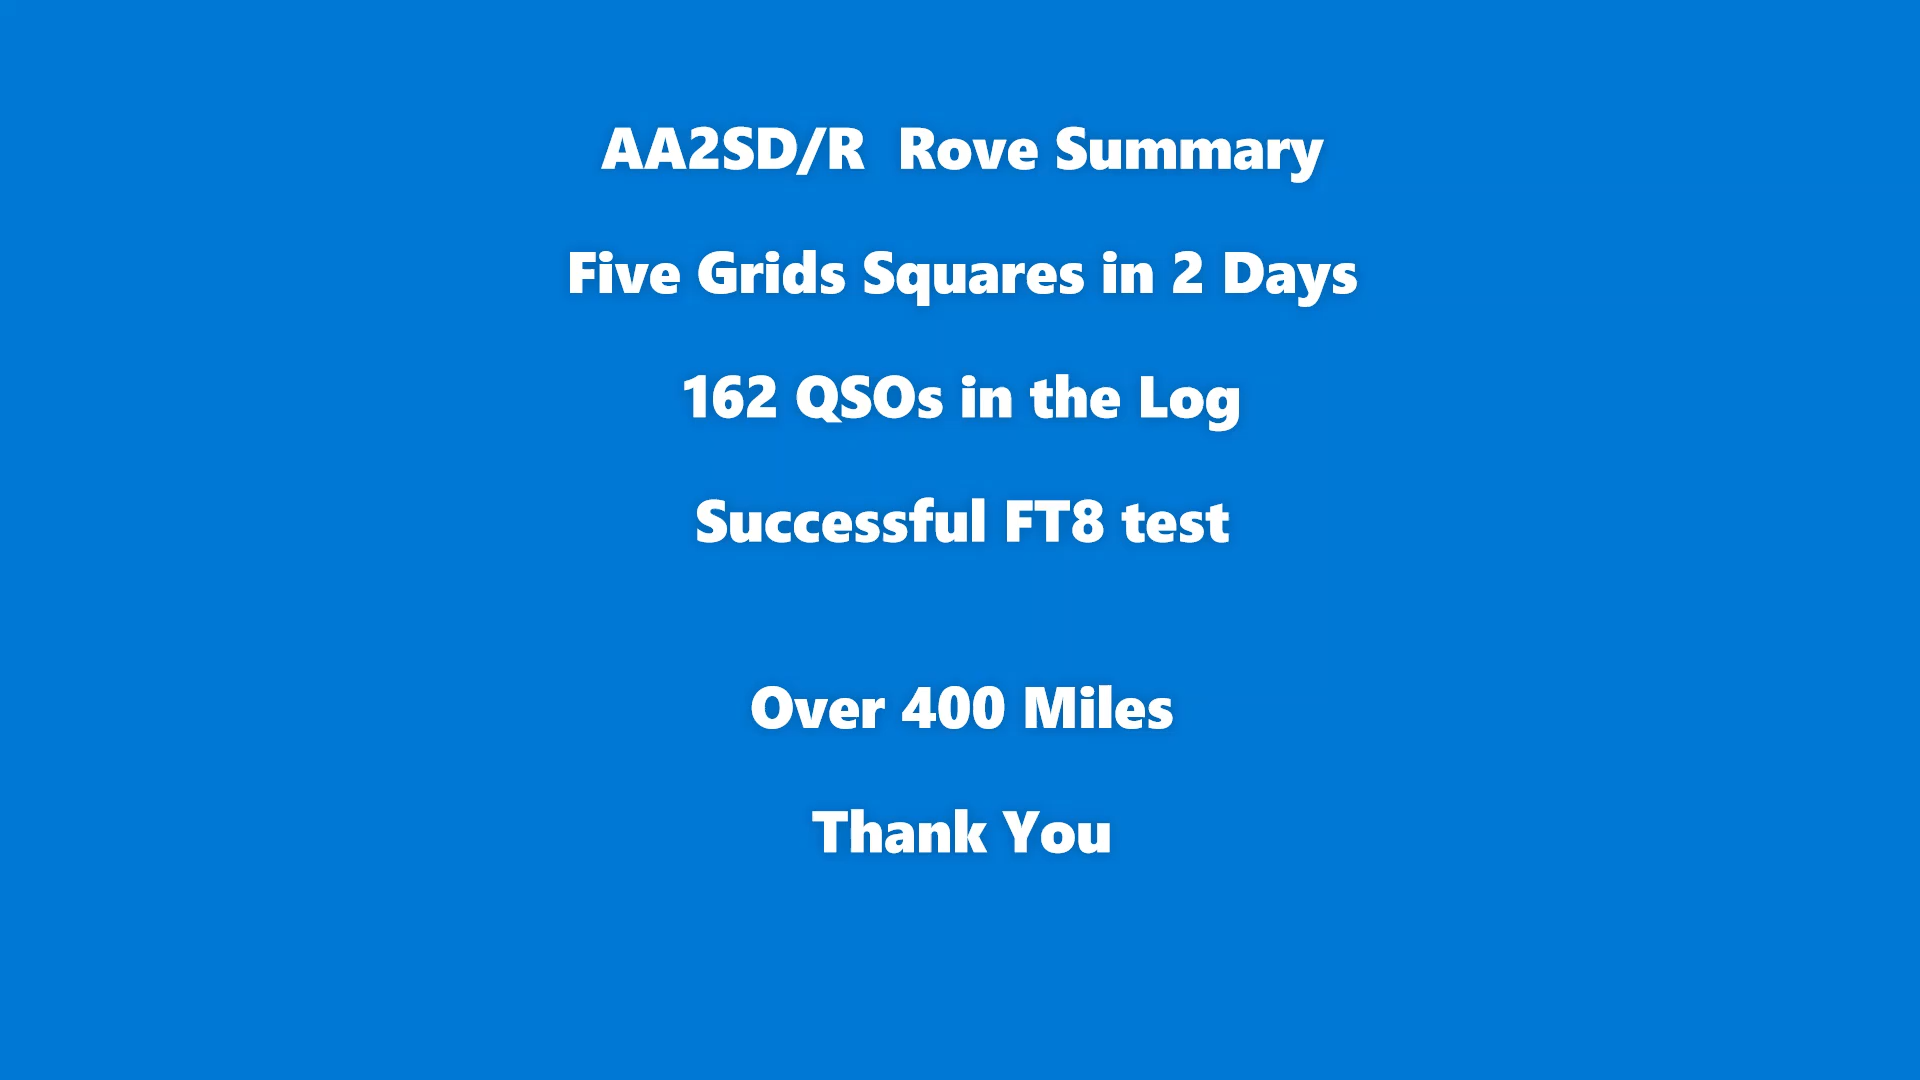 AA2SD/R  Rove Summary
Five Grids Squares in 2 Days
162 QSOs in the Log
Successful FT8 test
Over 400 Miles
Thank You